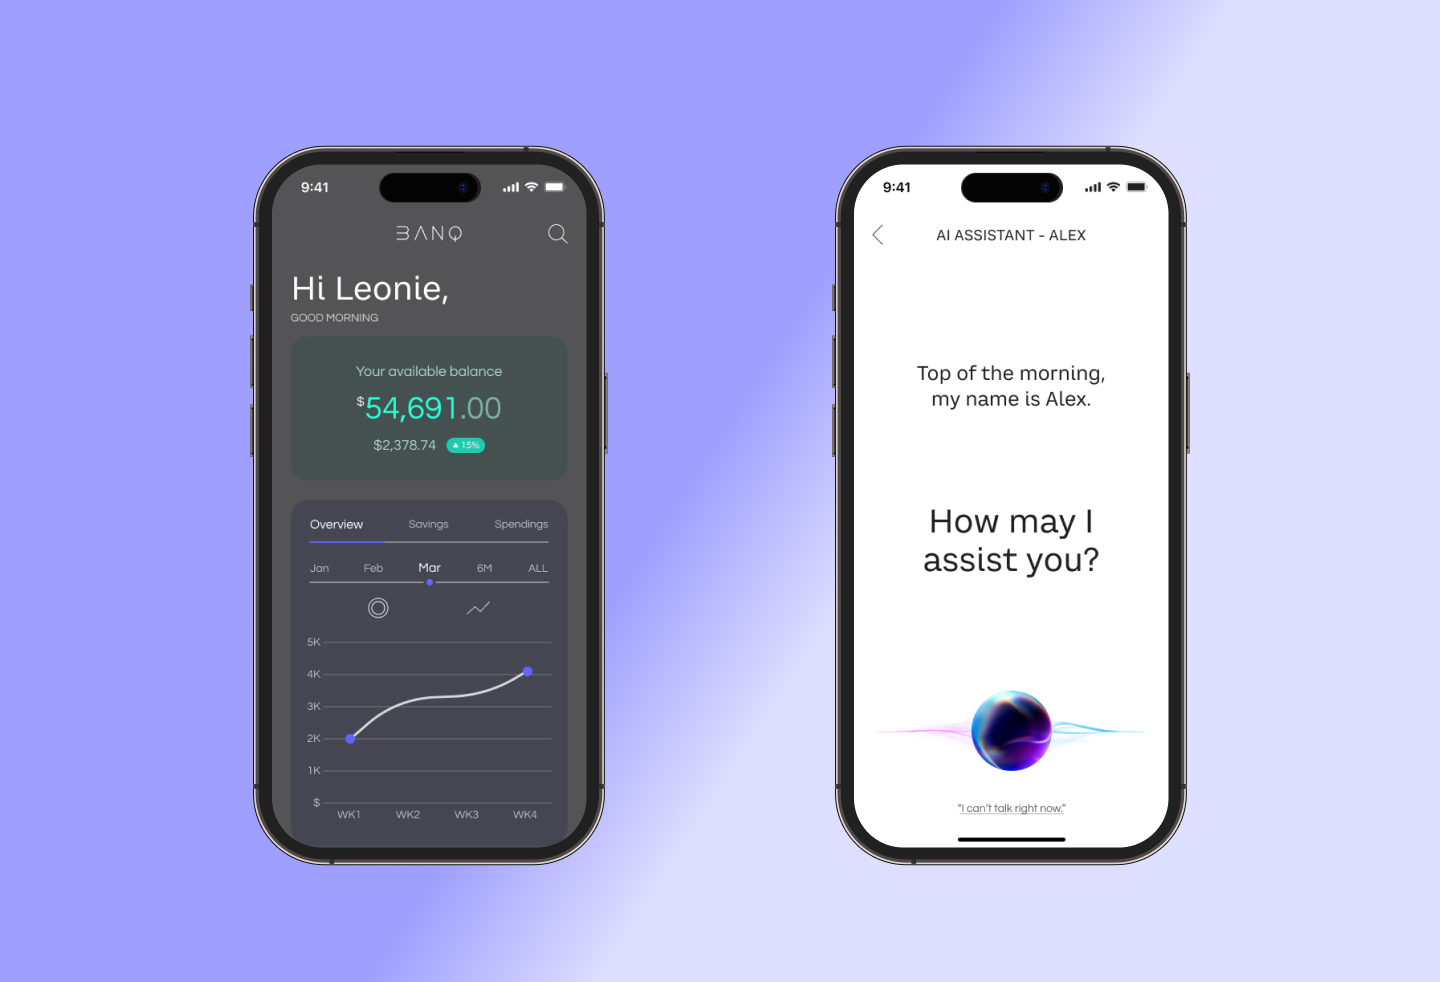 9:41
BANQ
Hi Leonie,
GOOD MORNING
Your available balance
$54,691.00
$2,378.74 ▲ 15%
Overview Savings Spendings
Jan Feb Mar 6M ALL
5K
4K
3K
2K
1K
$
WK1 WK2 WK3 WK4
9:41
AI ASSISTANT - ALEX
Top of the morning,
my name is Alex.
How may I
assist you?
“I can’t talk right now.”